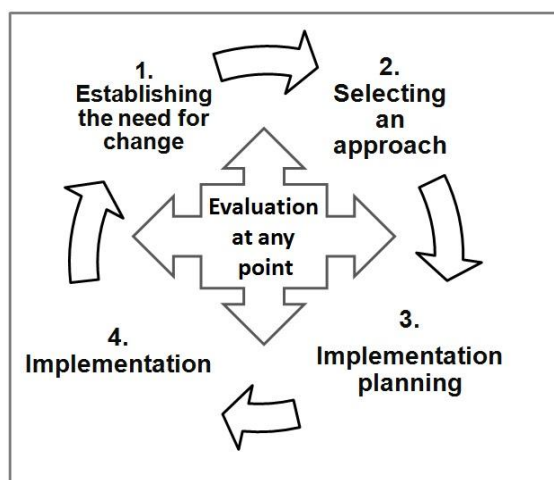 1.
Establishing
the need for
change
2.
Selecting
an
approach
Evaluation
at any
point
3.
Implementation
planning
4.
Implementation